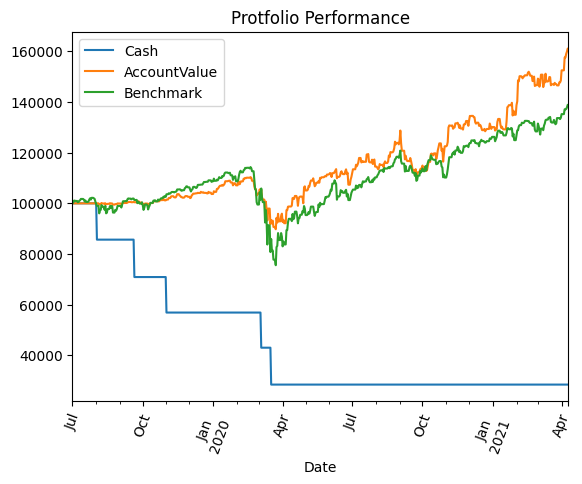 Protfolio Performance
Cash
AccountValue
Benchmark
160000
140000
120000
100000
80000
60000
40000
Jul
Oct
Jan
2020
Apr
Jul
Oct
Jan
2021
Apr
Date